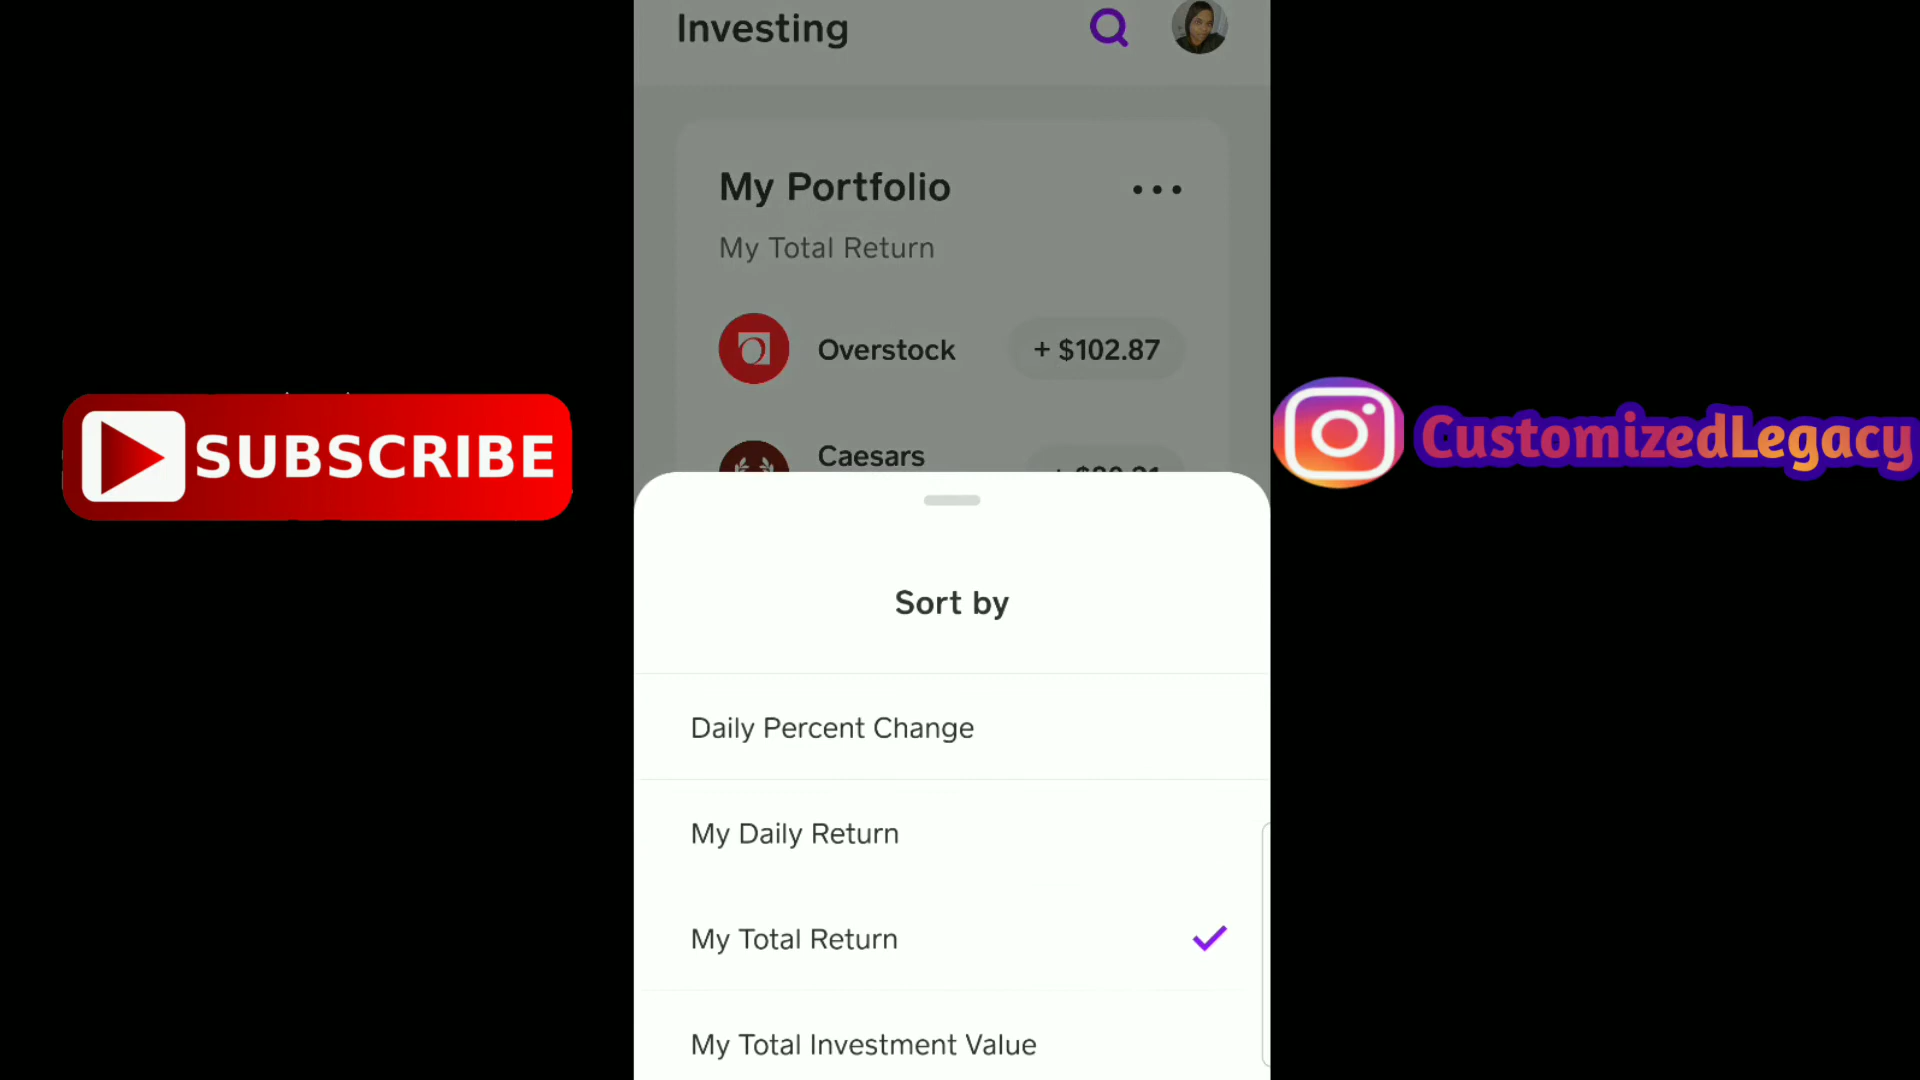 Investing
My Portfolio
My Total Return
Overstock
+ $102.87
Caesars
SUBSCRIBE
CustomizedLegacy
Sort by
Daily Percent Change
My Daily Return
My Total Return
My Total Investment Value